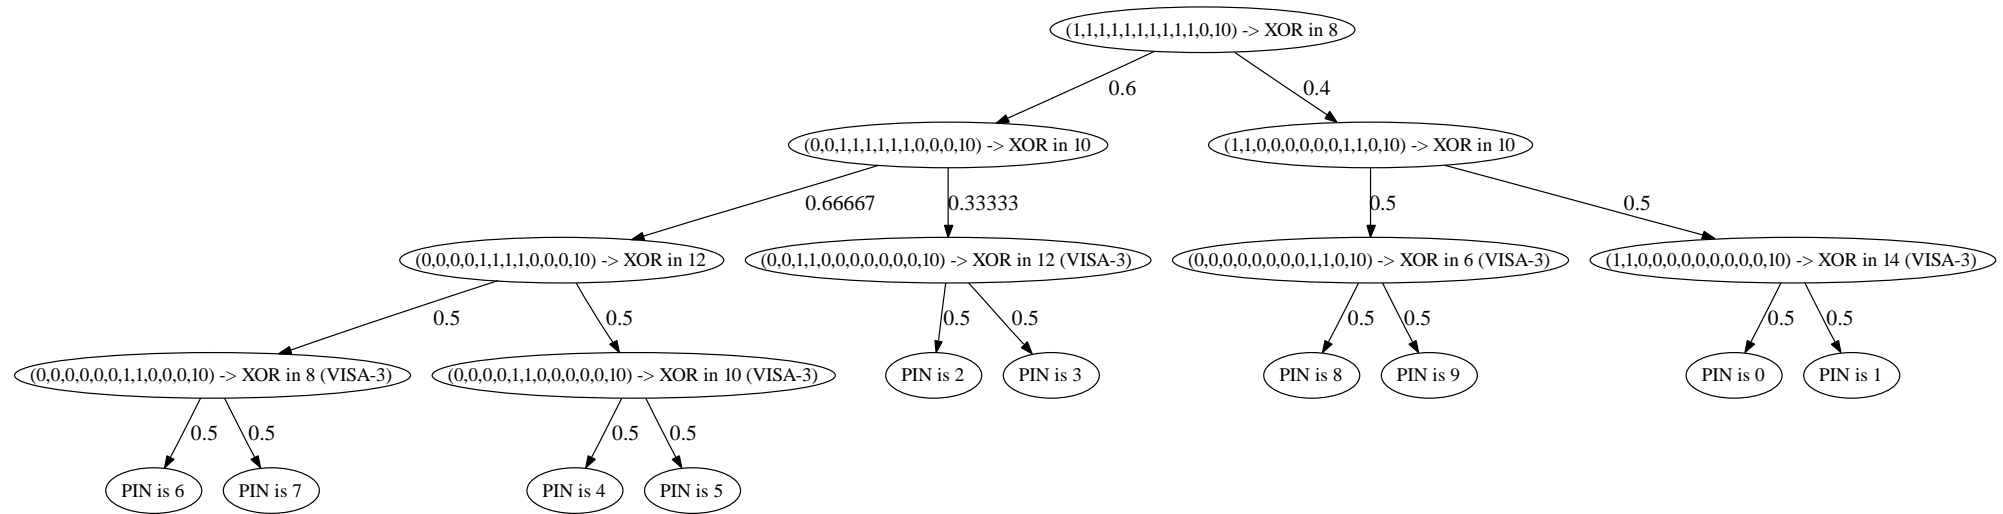 (1,1,1,1,1,1,1,1,1,1,0,10) -> XOR in 8
0.6
0.4
(0,0,1,1,1,1,1,1,0,0,0,10) -> XOR in 10
(1,1,0,0,0,0,0,0,1,1,0,10) -> XOR in 10
0.66667
0.33333
0.5
0.5
(0,0,0,0,1,1,1,1,0,0,0,10) -> XOR in 12
(0,0,1,1,0,0,0,0,0,0,0,10) -> XOR in 12 (VISA-3)
(0,0,0,0,0,0,0,0,1,1,0,10) -> XOR in 6 (VISA-3)
(1,1,0,0,0,0,0,0,0,0,0,10) -> XOR in 14 (VISA-3)
0.5
0.5
0.5
0.5
0.5
0.5
0.5
0.5
(0,0,0,0,0,0,1,1,0,0,0,10) -> XOR in 8 (VISA-3)
(0,0,0,0,1,1,0,0,0,0,0,10) -> XOR in 10 (VISA-3)
PIN is 2
PIN is 3
PIN is 8
PIN is 9
PIN is 0
PIN is 1
0.5
0.5
0.5
0.5
PIN is 6
PIN is 7
PIN is 4
PIN is 5